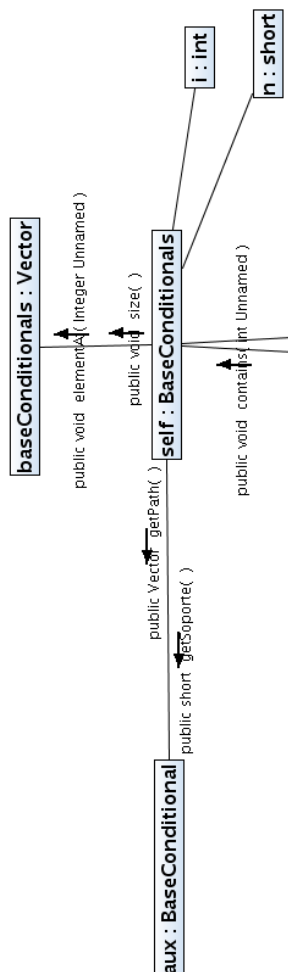 baseConditionals : Vector
public void elementAt( Integer Unnamed )
public void size( )
self : BaseConditionals
i : int
n : short
public void contains( int Unnamed )
public Vector getPath( )
public short getSoporte( )
aux : BaseConditional